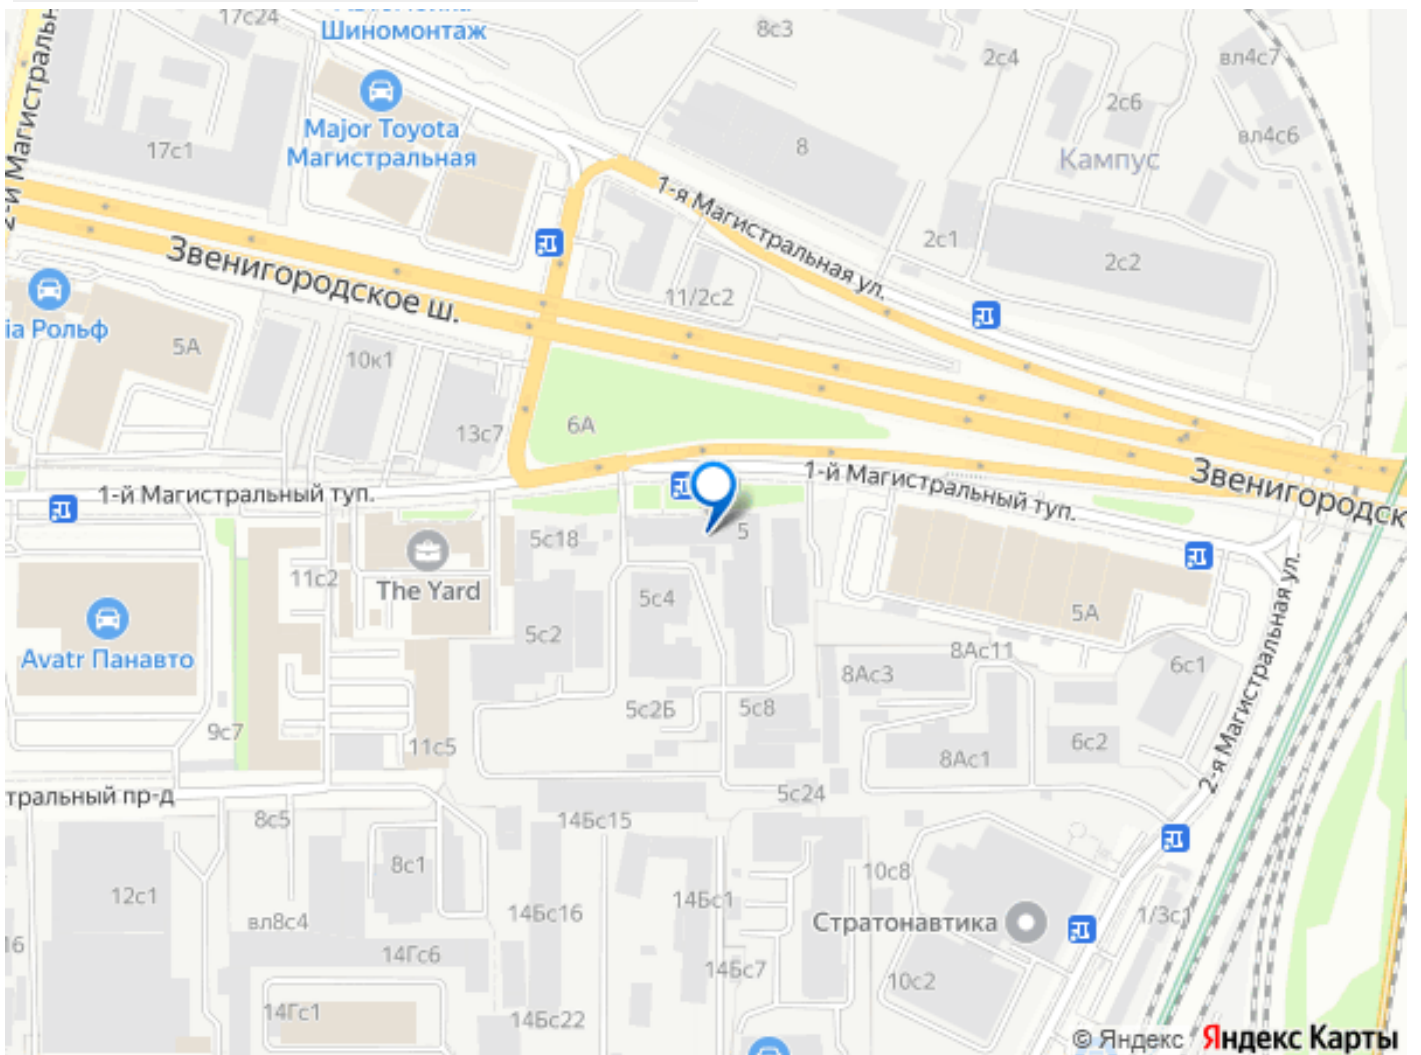 17с24
Шиномонтаж
8с3
2с4
вл4с7
2с6
вл4с6
Major Toyota
Магистральная
17с1
8
Кампус
2-й Магистраль
1-я Магистральная ул.
2с1
2с2
Звенигородское ш.
11/2с2
ia Рольф
5А
10к1
6А
13с7
1-й Магистральный туп.
1-й Магистральный туп.
Звенигородск
5с18
5
The Yard
11с2
5с4
5А
5с2
Avatr Панавто
8Ас11
8Ас3
6с1
2-я Магистральная ул.
5с2Б
5с8
9с7
11с5
6с2
8Ас1
тральный пр-д
5с24
8с5
14Бс15
8с1
10с8
12с1
14Бс1
14Бс16
вл8с4
Стратонавтика
1/3с1
16
14Гс6
14Бс7
10с2
14Гс1
14Бс22
© Яндекс Яндекс Карты